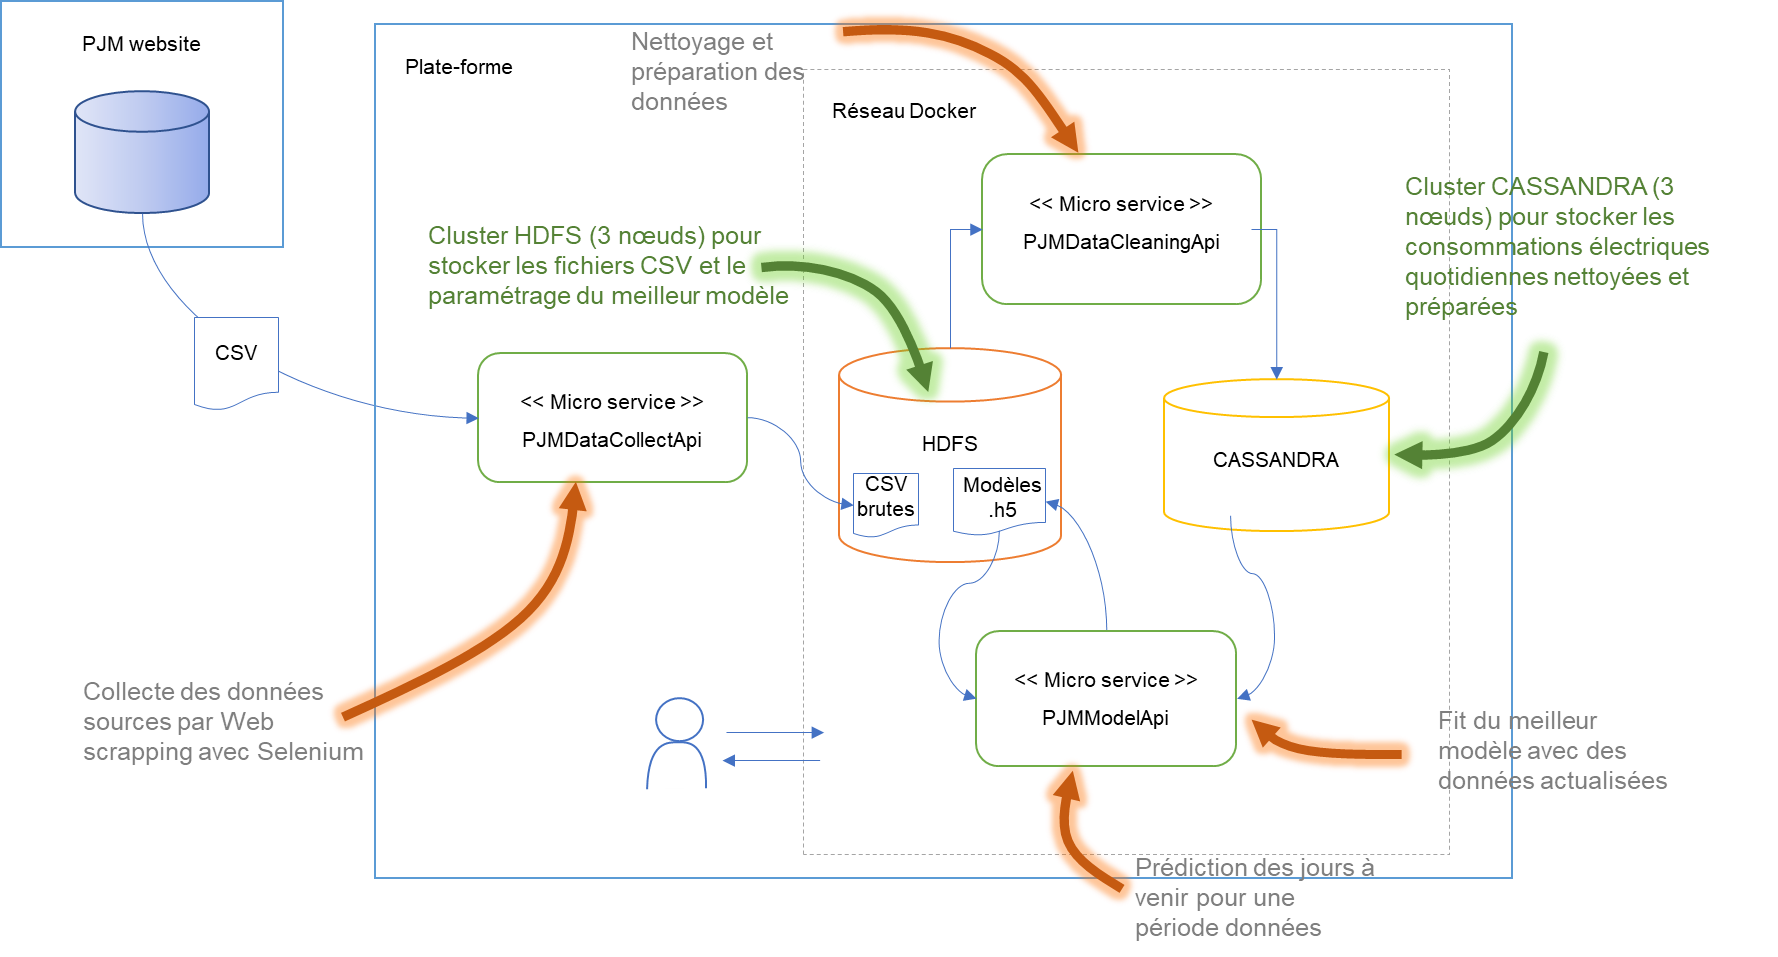 PJM website
CSV
Plate-forme
Nettoyage et
préparation des
données
Réseau Docker
<< Micro service >>
PJMDataCleaningApi
Cluster CASSANDRA (3
nœuds) pour stocker les
consommations électriques
quotidiennes nettoyées et
préparées
Cluster HDFS (3 nœuds) pour
stocker les fichiers CSV et le
paramétrage du meilleur modèle
<< Micro service >>
PJMDataCollectApi
HDFS
CSV
brutes
Modèles
.h5
CASSANDRA
<< Micro service >>
PJMModelApi
Collecte des données
sources par Web
scrapping avec Selenium
Fit du meilleur
modèle avec des
données actualisées
Prédiction des jours à
venir pour une
période données